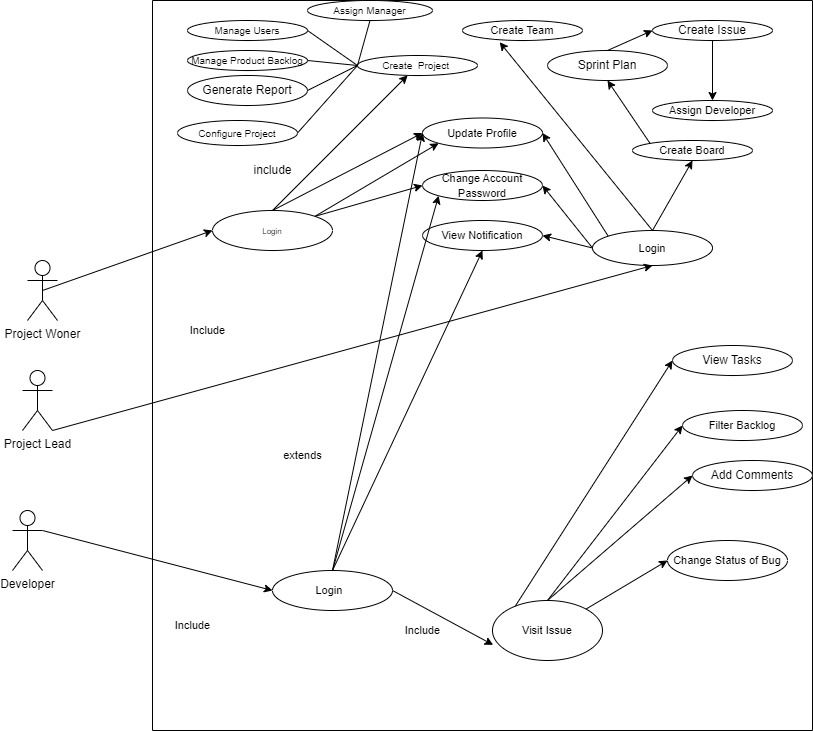 Assign Manager
Manage Users
Create Team
Create Issue
Manage Product Backlog
Create  Project
Sprint Plan
Generate Report
Assign Developer
Configure Project
Update Profile
Create Board
include
Change Account
Password
Login
View Notification
Login
Project Woner
Include
View Tasks
Project Lead
Filter Backlog
extends
Add Comments
Developer
Change Status of Bug
Login
Include
Include
Visit Issue